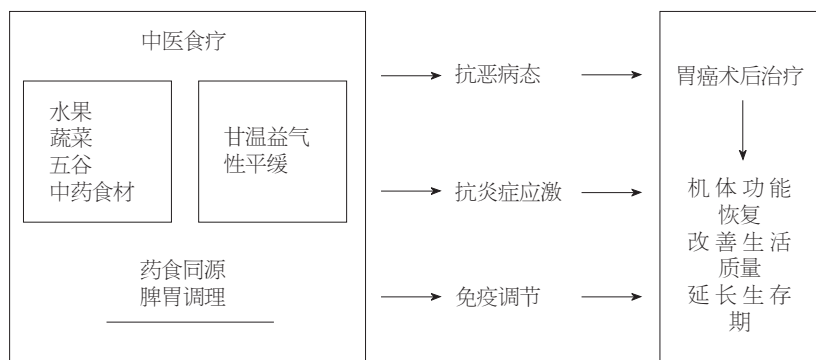 中医食疗
水果
蔬菜
五谷
中药食材
甘温益气
性平缓
药食同源
脾胃调理
抗恶病态
抗炎症应激
免疫调节
胃癌术后治疗
机体功能
恢复
改善生活
质量
延长生存
期